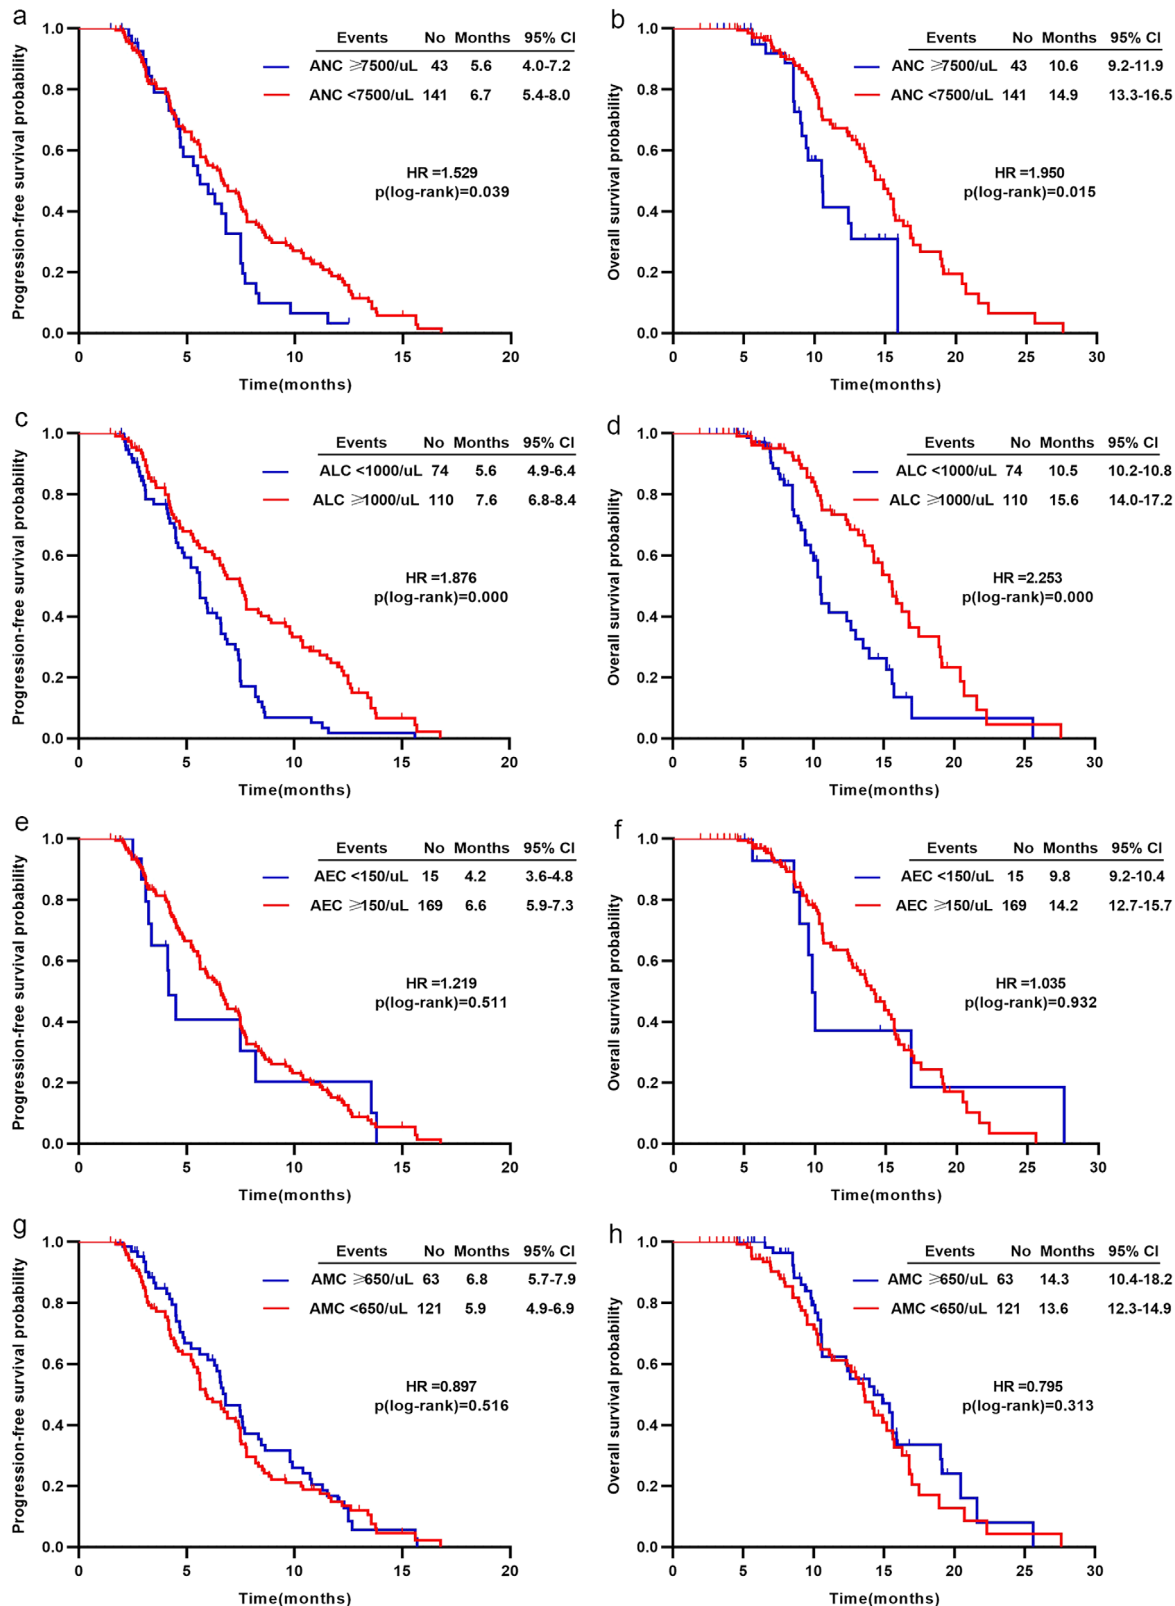 a
Progression-free survival probability
1.0
0.8
0.6
0.4
0.2
0.0
0 5 10 15 20
Time(months)
Events No Months 95% CI
ANC ⩾7500/uL 43 5.6 4.0-7.2
ANC <7500/uL 141 6.7 5.4-8.0
HR =1.529
p(log-rank)=0.039
b
Overall survival probability
1.0
0.8
0.6
0.4
0.2
0.0
0 5 10 15 20 25 30
Time(months)
Events No Months 95% CI
ANC ⩾7500/uL 43 10.6 9.2-11.9
ANC <7500/uL 141 14.9 13.3-16.5
HR =1.950
p(log-rank)=0.015
c
Progression-free survival probability
1.0
0.8
0.6
0.4
0.2
0.0
0 5 10 15 20
Time(months)
Events No Months 95% CI
ALC <1000/uL 74 5.6 4.9-6.4
ALC ⩾1000/uL 110 7.6 6.8-8.4
HR =1.876
p(log-rank)=0.000
d
Overall survival probability
1.0
0.8
0.6
0.4
0.2
0.0
0 5 10 15 20 25 30
Time(months)
Events No Months 95% CI
ALC <1000/uL 74 10.5 10.2-10.8
ALC ⩾1000/uL 110 15.6 14.0-17.2
HR =2.253
p(log-rank)=0.000
e
Progression-free survival probability
1.0
0.8
0.6
0.4
0.2
0.0
0 5 10 15 20
Time(months)
Events No Months 95% CI
AEC <150/uL 15 4.2 3.6-4.8
AEC ⩾150/uL 169 6.6 5.9-7.3
HR =1.219
p(log-rank)=0.511
f
Overall survival probability
1.0
0.8
0.6
0.4
0.2
0.0
0 5 10 15 20 25 30
Time(months)
Events No Months 95% CI
AEC <150/uL 15 9.8 9.2-10.4
AEC ⩾150/uL 169 14.2 12.7-15.7
HR =1.035
p(log-rank)=0.932
g
Progression-free survival probability
1.0
0.8
0.6
0.4
0.2
0.0
0 5 10 15 20
Time(months)
Events No Months 95% CI
AMC ⩾650/uL 63 6.8 5.7-7.9
AMC <650/uL 121 5.9 4.9-6.9
HR =0.897
p(log-rank)=0.516
h
Overall survival probability
1.0
0.8
0.6
0.4
0.2
0.0
0 5 10 15 20 25 30
Time(months)
Events No Months 95% CI
AMC ⩾650/uL 63 14.3 10.4-18.2
AMC <650/uL 121 13.6 12.3-14.9
HR =0.795
p(log-rank)=0.313